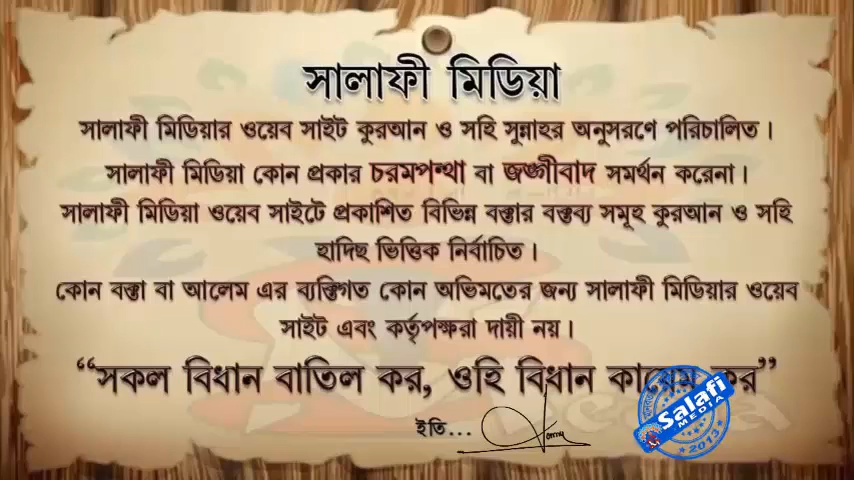 সালাফী মিডিয়া
সালাফী মিডিয়ার ওয়েব সাইট কুরআন ও সহি সুন্নাহর অনুসরণে পরিচালিত।
সালাফী মিডিয়া কোন প্রকার চরমপন্থা বা জঙ্গীবাদ সমর্থন করেনা।
সালাফী মিডিয়া ওয়েব সাইটে প্রকাশিত বিভিন্ন বক্তার বক্তব্য সমূহ কুরআন ও সহি
হাদিছ ভিত্তিক নির্বাচিত।
কোন বক্তা বা আলেম এর ব্যক্তিগত কোন অভিমতের জন্য সালাফী মিডিয়ার ওয়েব
সাইট এবং কর্তৃপক্ষরা দায়ী নয়।
“সকল বিধান বাতিল কর, ওহি বিধান কায়েম কর”
ইতি...
Salafi
MEDIA
2013